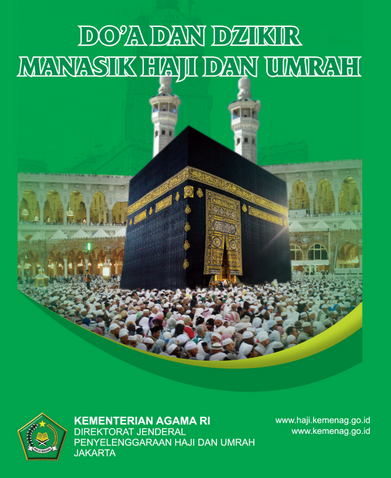 DO'A DAN DZIKIR
MANASIK HAJI DAN UMRAH
KEMENTERIAN AGAMA RI
DIREKTORAT JENDERAL
PENYELENGGARAAN HAJI DAN UMRAH
JAKARTA
www.haji.kemenag.go.id
www.kemenag.go.id